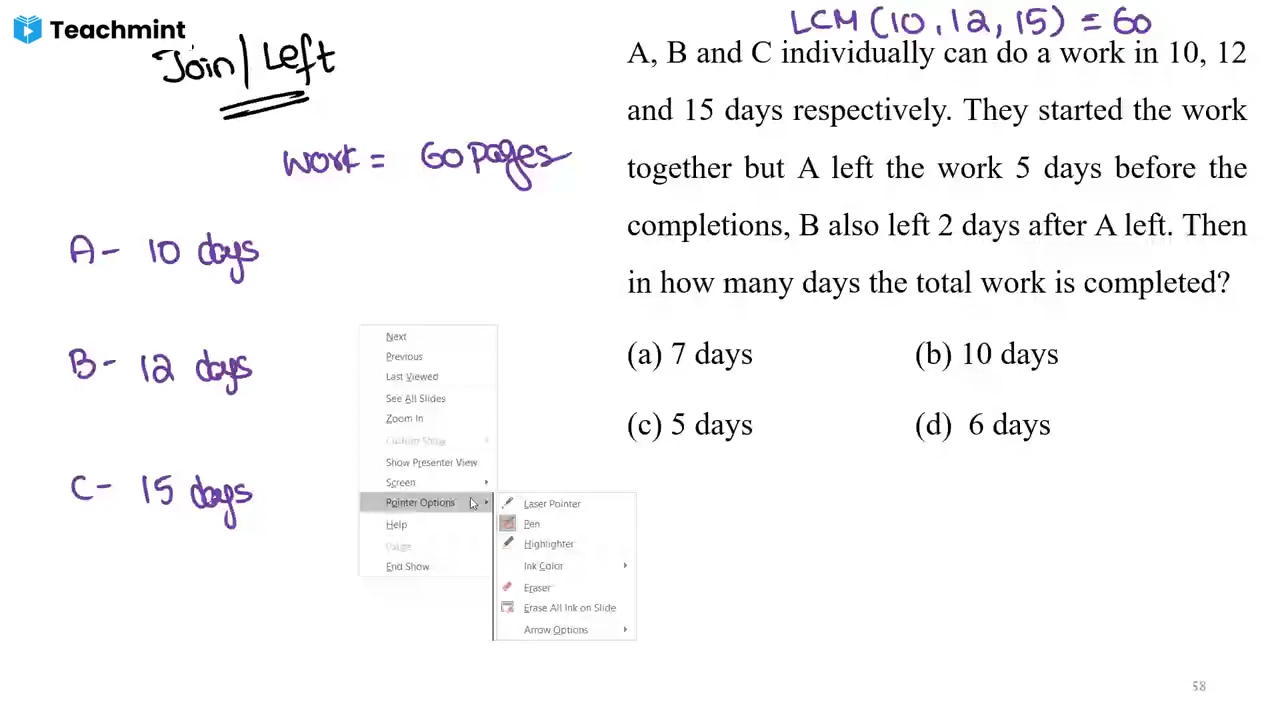 Teachmint
Join/Left
LCM (10, 12, 15) = 60
A, B and C individually can do a work in 10, 12
and 15 days respectively. They started the work
together but A left the work 5 days before the
completions, B also left 2 days after A left. Then
in how many days the total work is completed?
(a) 7 days (b) 10 days
(c) 5 days (d) 6 days
Work = 60 pages
A - 10 days
B - 12 days
C - 15 days
Next
Previous
Last Viewed
See All Slides
Zoom In
Custom Show
Show Presenter View
Screen
Pointer Options
Help
Pause
End Show
Laser Pointer
Pen
Highlighter
Ink Color
Eraser
Erase All Ink on Slide
Arrow Options
58